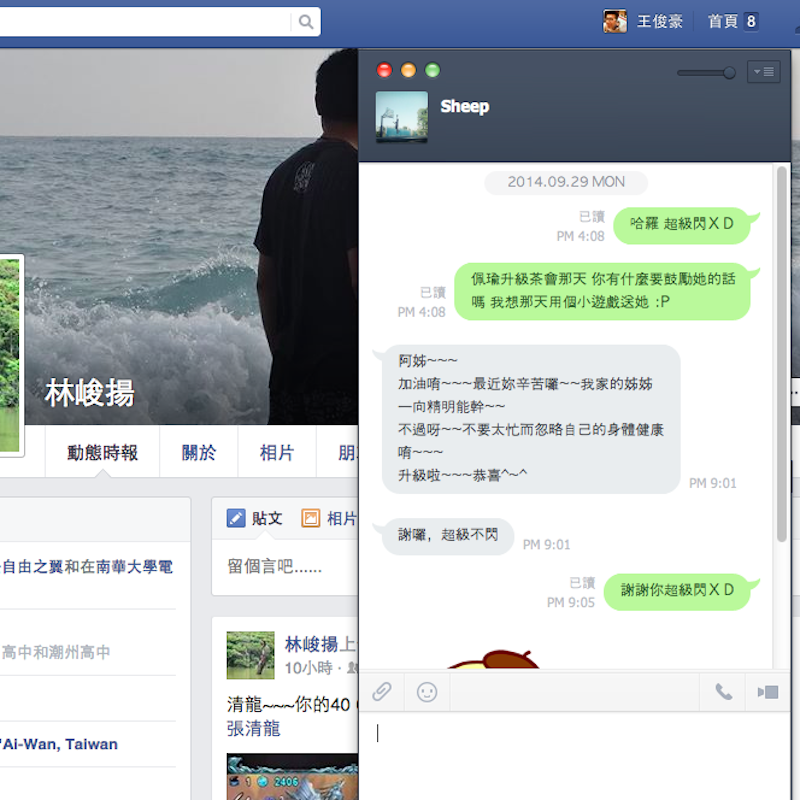 王俊豪 首頁 8
林峻揚
動態時報 關於 相片
貼文 相片
留個言吧......
自由之翼和在南華大學電
高中和潮州高中
'Ai-Wan, Taiwan
林峻揚上
10小時 ·
清龍~~~你的40
張清龍
1 2406
Sheep
2014.09.29 MON
已讀
PM 4:08
哈羅 超級閃ＸＤ
已讀
PM 4:08
佩瑜升級茶會那天 你有什麼要鼓勵她的話
嗎 我想那天用個小遊戲送她 :P
阿姊~~~
加油唷~~~最近妳辛苦囉~~我家的姊姊
一向精明能幹~~
不過呀~~不要太忙而忽略自己的身體健康
唷~~~
升級啦~~~恭喜^~^
PM 9:01
謝囉，超級不閃
PM 9:01
已讀
PM 9:05
謝謝你超級閃ＸＤ